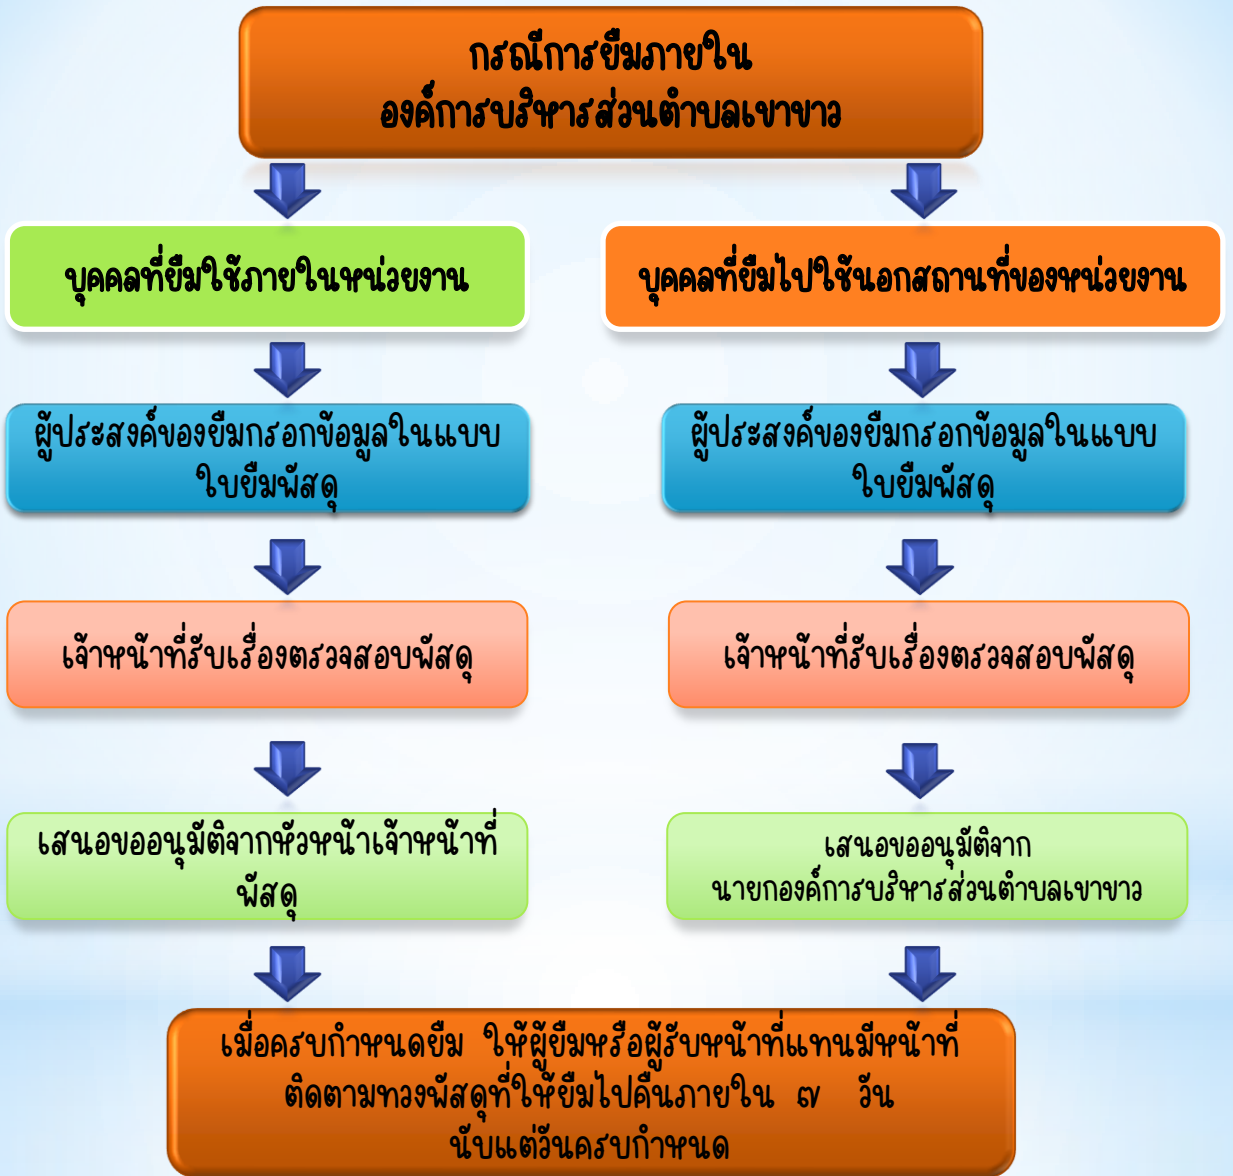 กรณีการยืมภายใน
องค์การบริหารส่วนตำบลเขาขาว
บุคคลที่ยืมใช้ภายในหน่วยงาน
บุคคลที่ยืมไปใช้นอกสถานที่ของหน่วยงาน
ผู้ประสงค์ของยืมกรอกข้อมูลในแบบ
ใบยืมพัสดุ
ผู้ประสงค์ของยืมกรอกข้อมูลในแบบ
ใบยืมพัสดุ
เจ้าหน้าที่รับเรื่องตรวจสอบพัสดุ
เจ้าหน้าที่รับเรื่องตรวจสอบพัสดุ
เสนอขออนุมัติจากหัวหน้าเจ้าหน้าที่
พัสดุ
เสนอขออนุมัติจาก
นายกองค์การบริหารส่วนตำบลเขาขาว
เมื่อครบกำหนดยืม ให้ผู้ยืมหรือผู้รับหน้าที่แทนมีหน้าที่
ติดตามทวงพัสดุที่ให้ยืมไปคืนภายใน ๗ วัน
นับแต่วันครบกำหนด